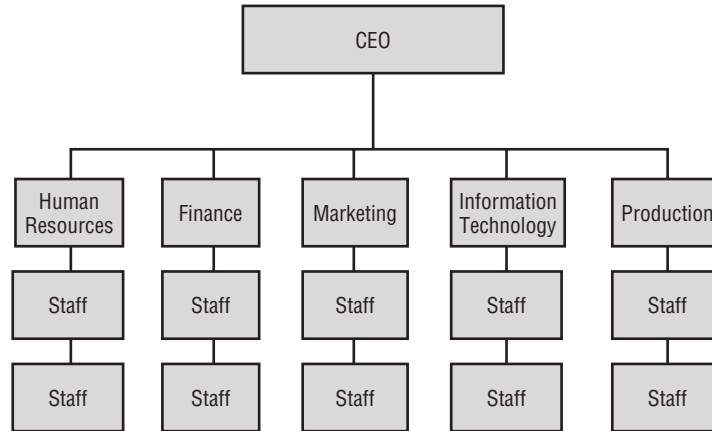 CEO
Human
Resources
Finance
Marketing
Information
Technology
Production
Staff
Staff
Staff
Staff
Staff
Staff
Staff
Staff
Staff
Staff